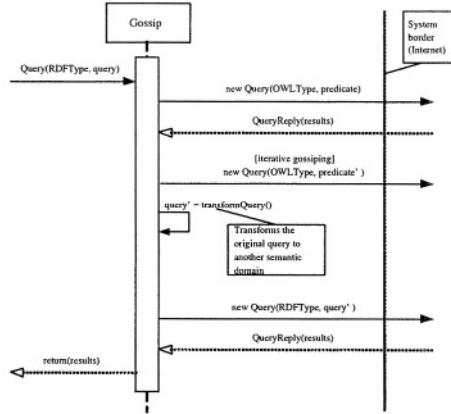 Gossip
System
border
(Internet)
Query(RDFType, query)
new Query(OWLType, predicate)
QueryReply(results)
[iterative gossiping]
new Query(OWLType, predicate' )
query' = transformQuery()
Transforms the
original query to
another semantic
domain
new Query(RDFType, query' )
QueryReply(results)
return(results)